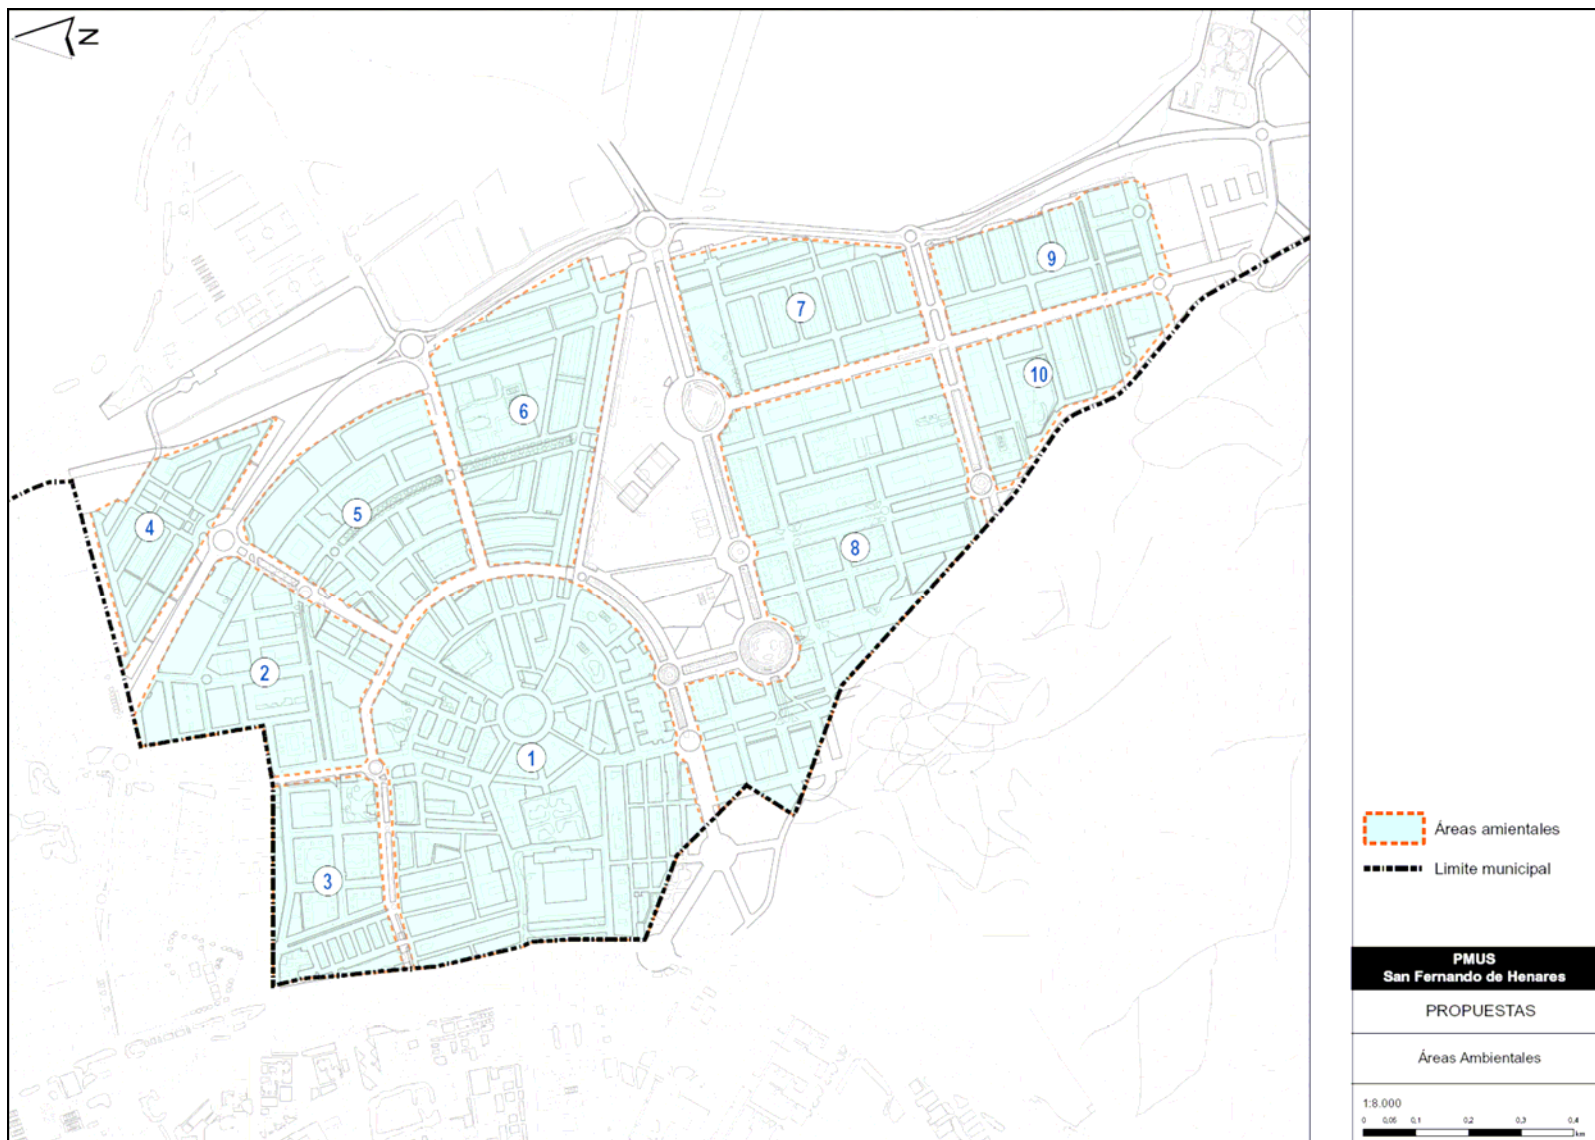 N
9
7
10
6
5
4
8
2
1
3
Áreas amientales
Limite municipal
PMUS
San Fernando de Henares
PROPUESTAS
Áreas Ambientales
1:8.000
0 0,05 0,1 0,2 0,3 0,4
km